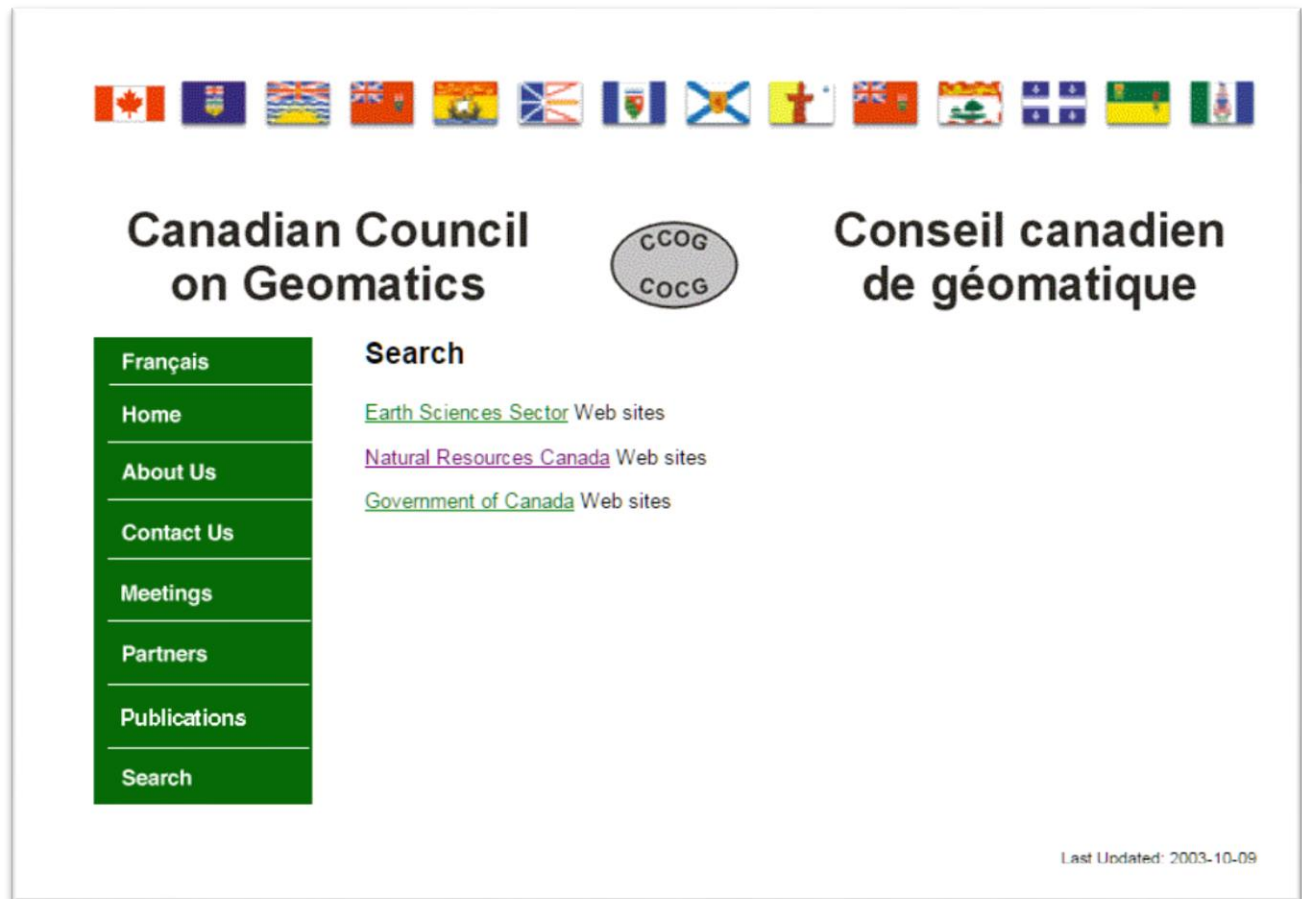 Canadian Council
on Geomatics
CCOG
COCG
Conseil canadien
de géomatique
Français
Home
About Us
Contact Us
Meetings
Partners
Publications
Search
Search
Earth Sciences Sector Web sites
Natural Resources Canada Web sites
Government of Canada Web sites
Last Updated: 2003-10-09